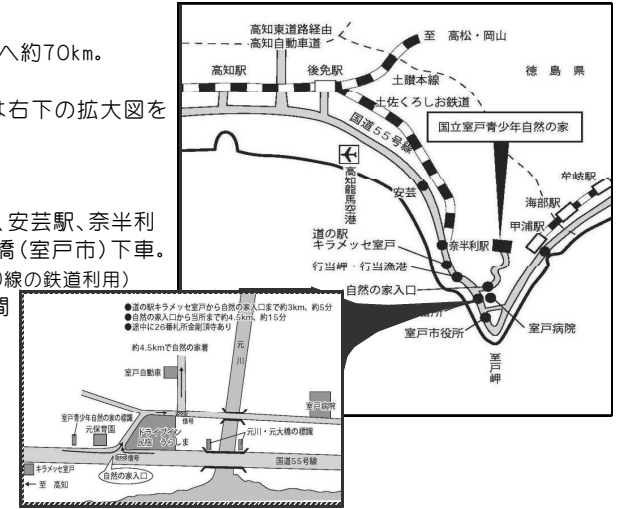 へ約70km。
は右下の拡大図を
、安芸駅、奈半利
橋(室戸市)下車。
線の鉄道利用)
間
高知東道路経由
高知自動車道
至 高松・岡山
高知駅
後免駅
土讃本線
徳島県
土佐くろしお鉄道
国道55号線
国立室戸青少年自然の家
高知龍馬空港
安芸
牟岐駅
海部駅
甲浦駅
道の駅
キラメッセ室戸
奈半利駅
行当岬・行当漁港
自然の家入口
室戸市役所
室戸病院
室戸岬
●道の駅キラメッセ室戸から自然の家入口まで約3km、約5分
●自然の家入口から当所まで約4.5km、約15分
●途中に26番札所金剛頂寺あり
約4.5kmで自然の家着
元川
室戸自動車
室戸病院
信号
室戸青少年自然の家の標識
元保育園
ドライブイン
民宿 うらしま
元川・元大橋の標識
信号
国道55号線
キラメッセ室戸
自然の家入口
← 至 高知